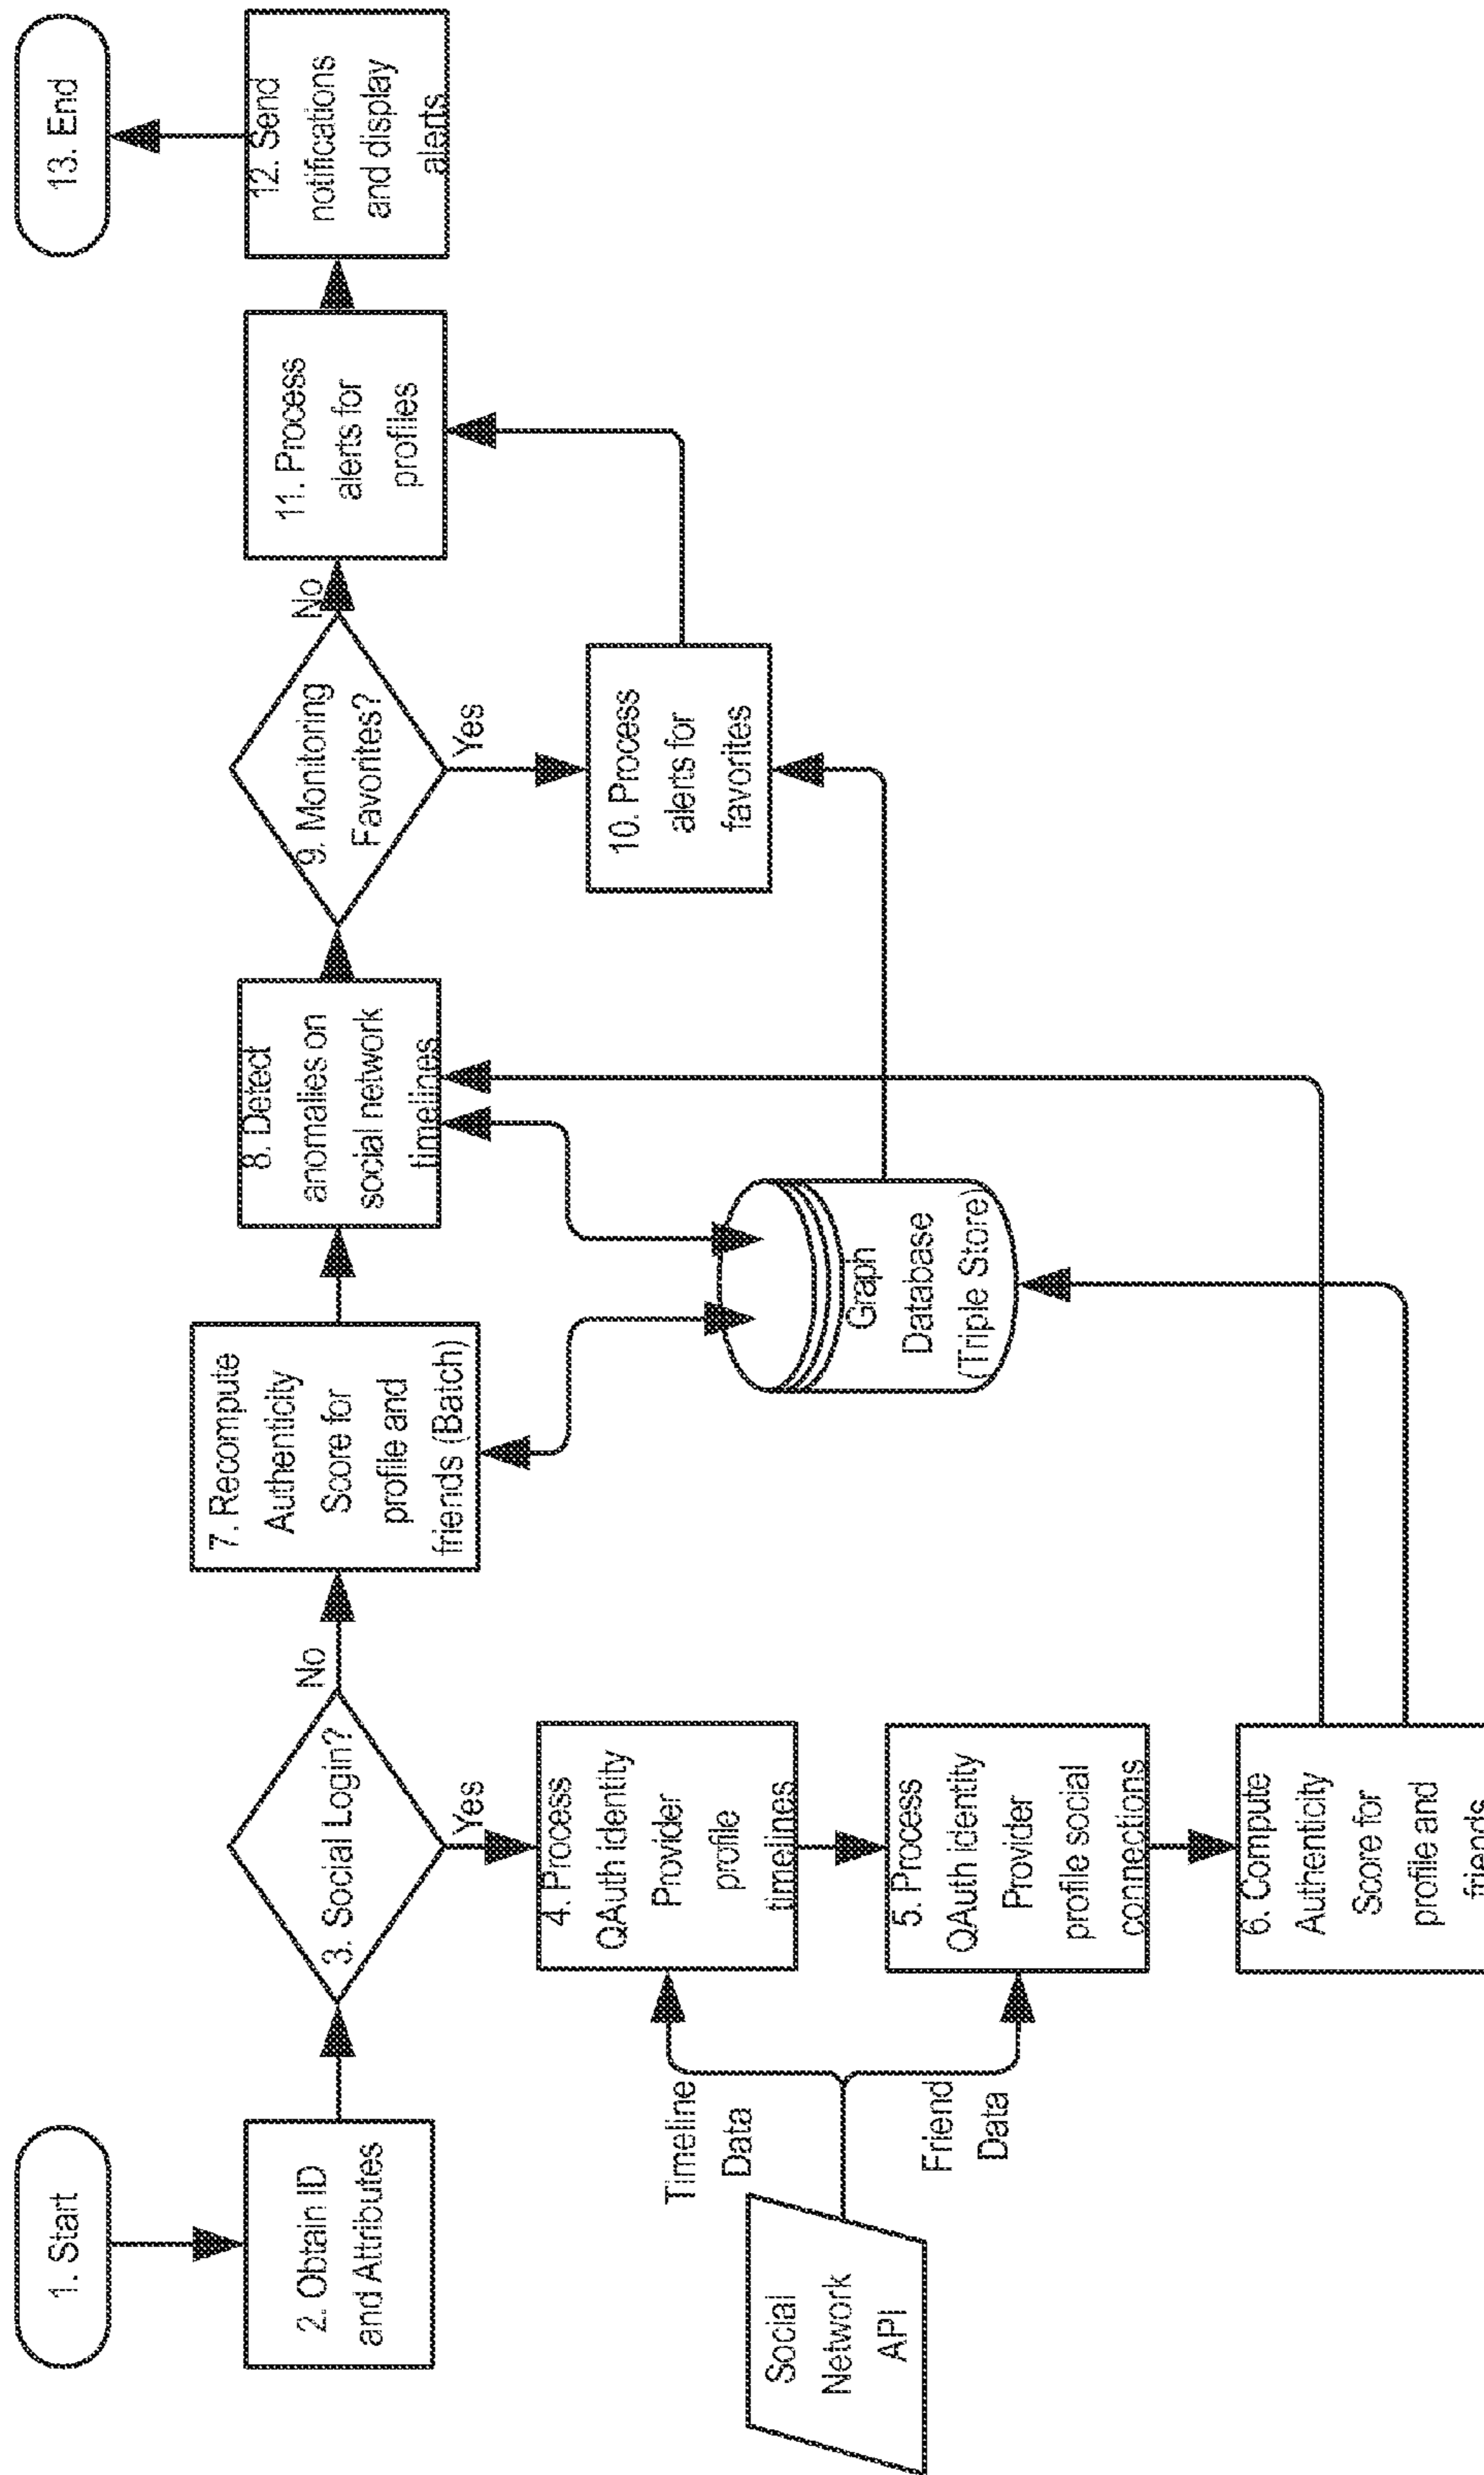 1. Start
2. Obtain ID
and Attributes
3. Social Login?
No
Yes
4. Process
QAuth identity
Provider
profile
timelines
5. Process
QAuth identity
Provider
profile social
connections
6. Compute
Authenticity
Score for
profile and
friends
Social
Network
API
Timeline
Data
Friend
Data
7. Recompute
Authenticity
Score for
profile and
friends (Batch)
Graph
Database
(Triple Store)
8. Detect
anomalies on
social network
timelines
9. Monitoring
Favorites?
No
Yes
10. Process
alerts for
favorites
11. Process
alerts for
profiles
12. Send
notifications
and display
alerts
13. End